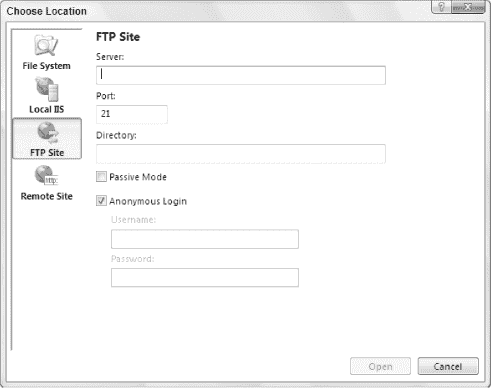 Choose Location
File System
Local IIS
FTP Site
Remote Site
FTP Site
Server:
Port:
21
Directory:
Passive Mode
Anonymous Login
Username:
Password:
Open
Cancel